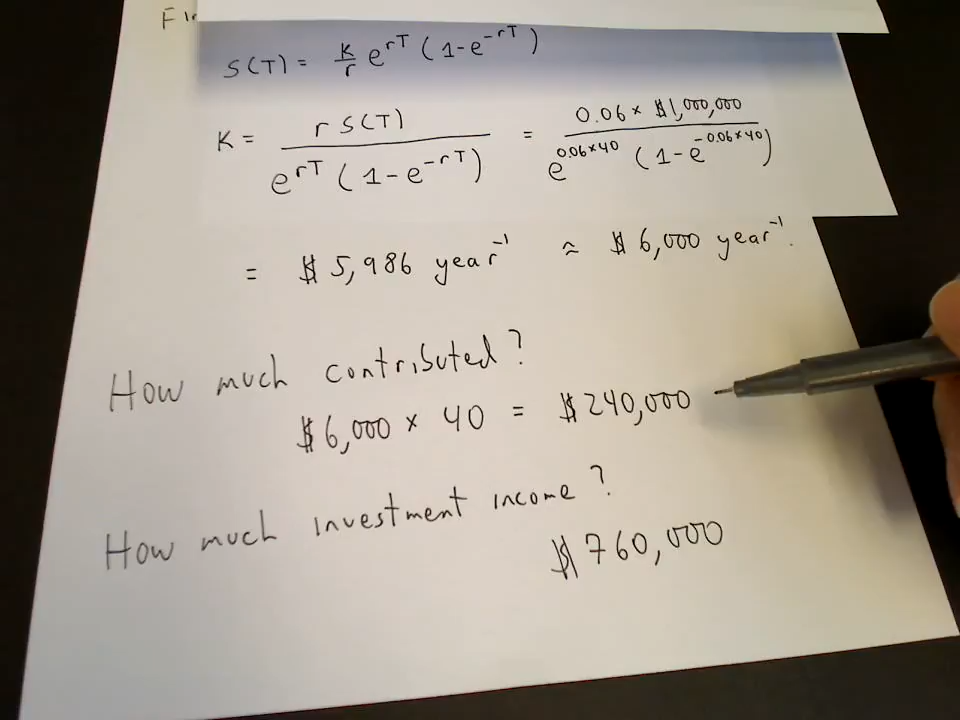 S(T) = k/r e^{rT} (1-e^{-rT})
K = r S(T) / e^{rT} (1-e^{-rT}) = 0.06 × $1,000,000 / e^{0.06×40} (1-e^{-0.06×40})
= $5,986 year^{-1} ≈ $6,000 year^{-1}.
How much contributed?
$6,000 × 40 = $240,000
How much investment income?
$760,000